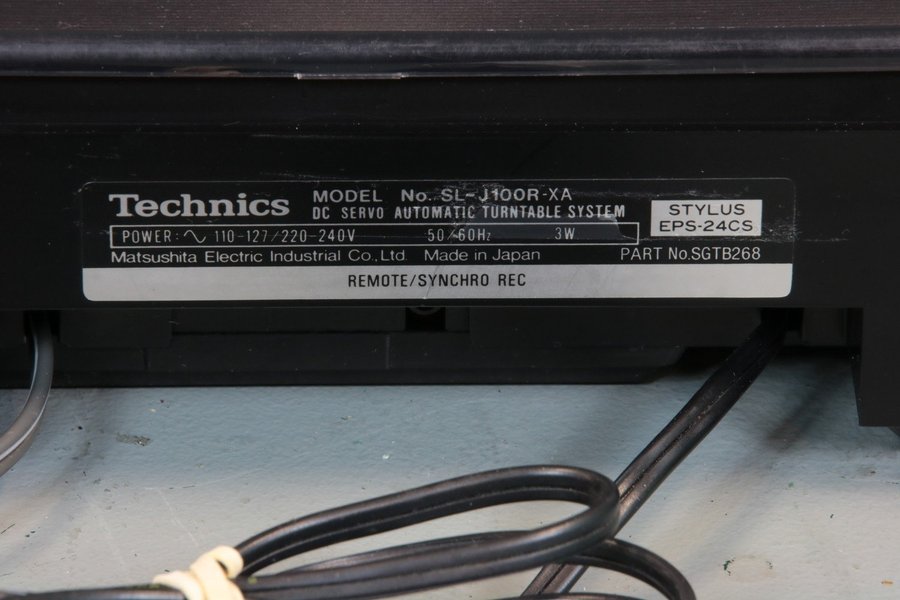 Technics MODEL No. SL-J100R-XA
DC SERVO AUTOMATIC TURNTABLE SYSTEM
STYLUS
EPS-24CS
POWER: ∿ 110-127/220-240V 50/60Hz 3W
Matsushita Electric Industrial Co., Ltd. Made in Japan PART No.SGTB268
REMOTE/SYNCHRO REC